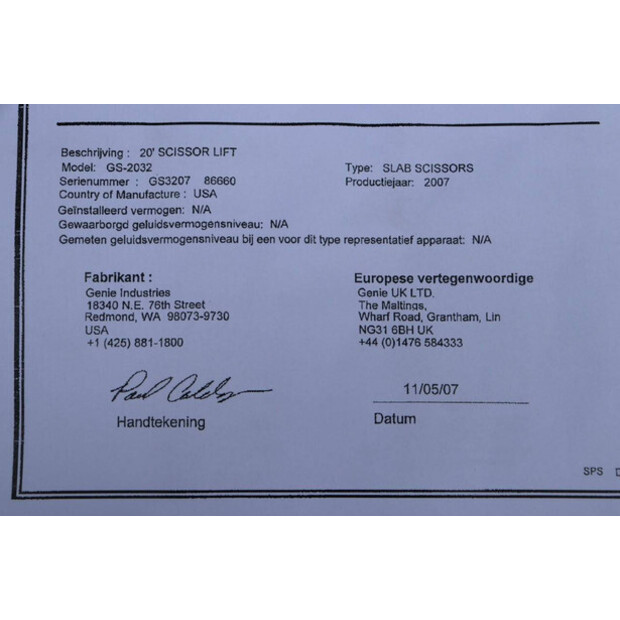 Beschrijving : 20' SCISSOR LIFT
Model: GS-2032
Type: SLAB SCISSORS
Serienummer : GS3207 86660
Productiejaar: 2007
Country of Manufacture : USA
Geïnstalleerd vermogen: N/A
Gewaarborgd geluidsvermogensniveau: N/A
Gemeten geluidsvermogensniveau bij een voor dit type representatief apparaat: N/A
Fabrikant :
Genie Industries
18340 N.E. 76th Street
Redmond, WA 98073-9730
USA
+1 (425) 881-1800
Europese vertegenwoordige
Genie UK LTD.
The Maltings,
Wharf Road, Grantham, Lin
NG31 6BH UK
+44 (0)1476 584333
Paul
Handtekening
11/05/07
Datum
SPS